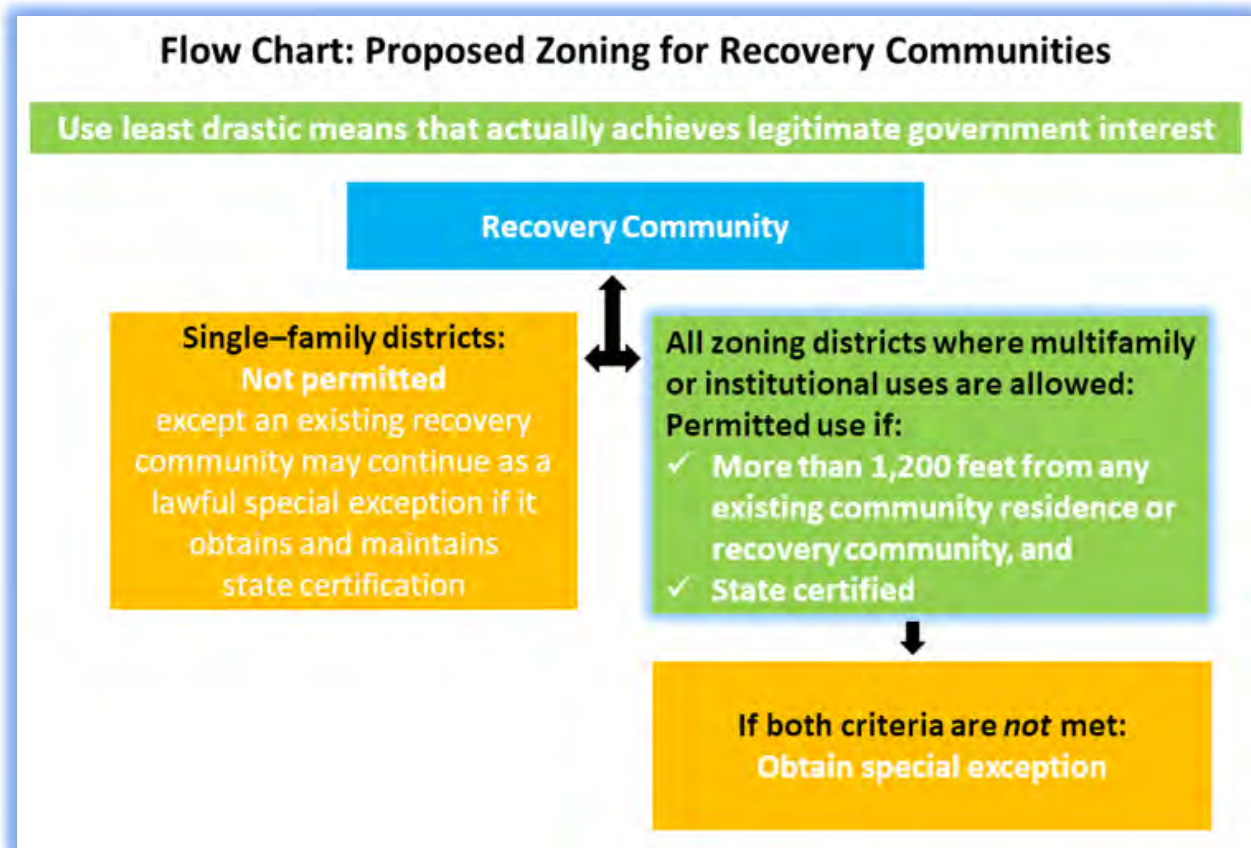 Flow Chart: Proposed Zoning for Recovery Communities
Use least drastic means that actually achieves legitimate government interest
Recovery Community
Single–family districts:
Not permitted
except an existing recovery
community may continue as a
lawful special exception if it
obtains and maintains
state certification
All zoning districts where multifamily
or institutional uses are allowed:
Permitted use if:
✓ More than 1,200 feet from any
existing community residence or
recovery community, and
✓ State certified
If both criteria are not met:
Obtain special exception